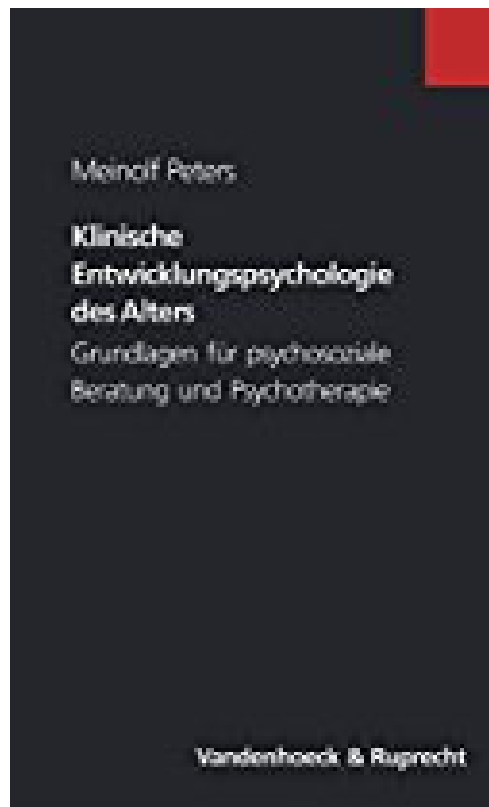 Meinolf Peters
Klinische
Entwicklungspsychologie
des Alters
Grundlagen für psychosoziale
Beratung und Psychotherapie
Vandenhoeck & Ruprecht